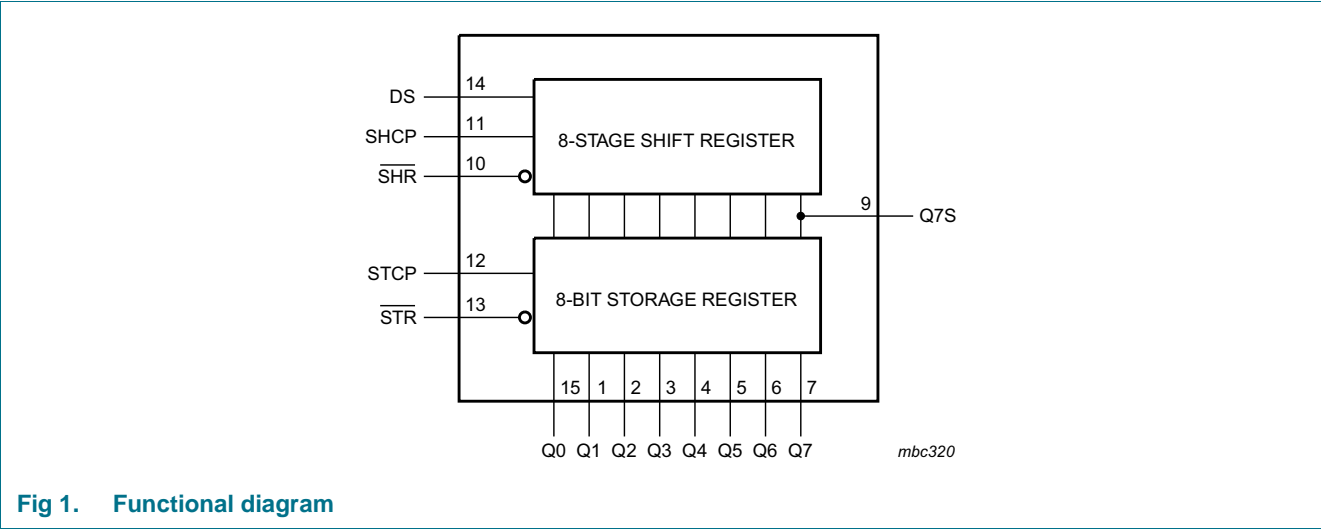 14
DS
11
SHCP
8-STAGE SHIFT REGISTER
10
SHR
9
Q7S
12
STCP
8-BIT STORAGE REGISTER
13
STR
15 1 2 3 4 5 6 7
Q0 Q1 Q2 Q3 Q4 Q5 Q6 Q7
mbc320
Fig 1. Functional diagram